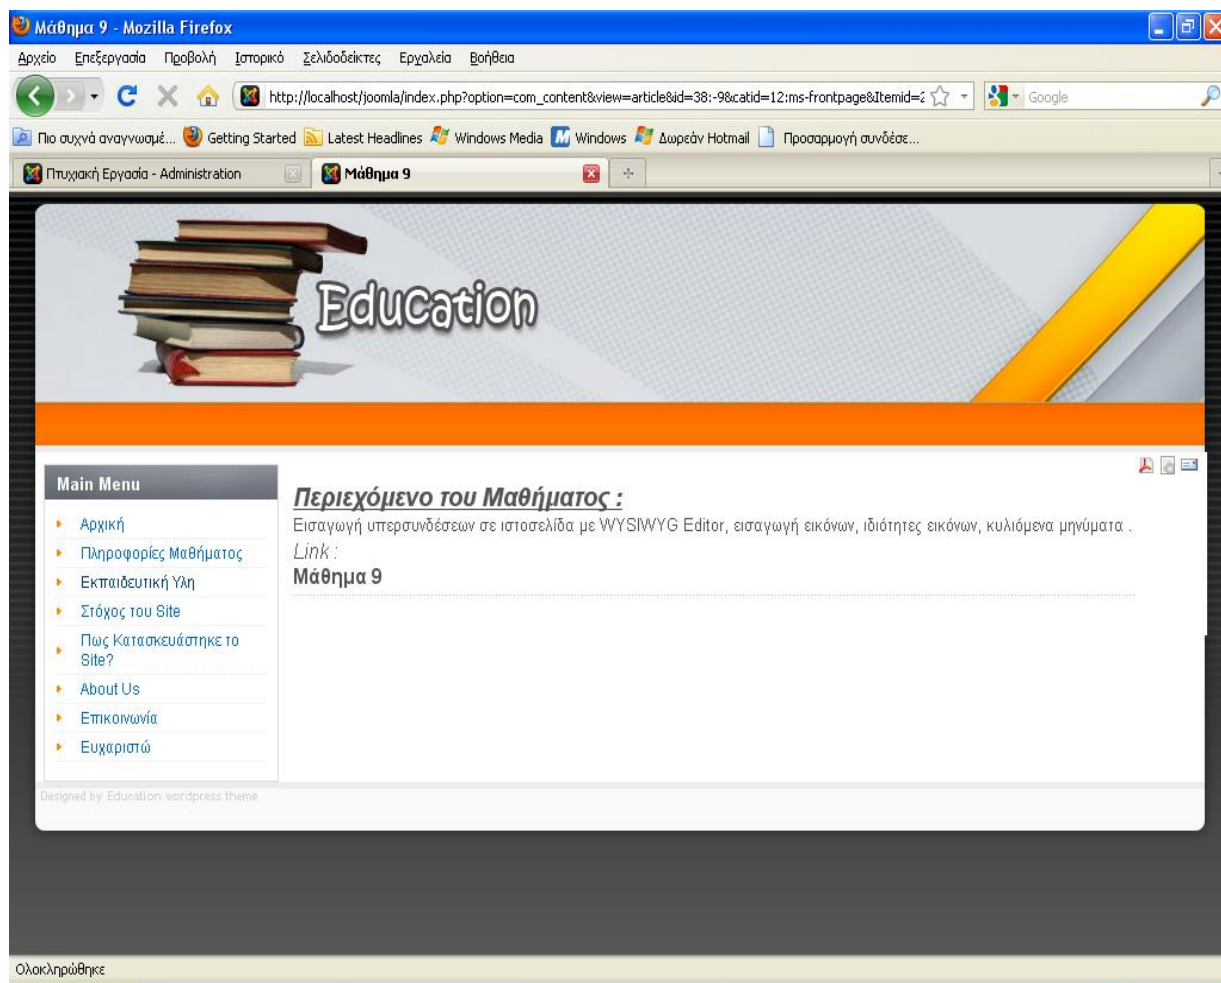 Μάθημα 9 - Mozilla Firefox
Αρχείο Επεξεργασία Προβολή Ιστορικό Σελιδοδείκτες Εργαλεία Βοήθεια
http://localhost/joomla/index.php?option=com_content&view=article&id=38:-9&catid=12:ms-frontpage&Itemid=2
Google
Πιο συχνά αναγνωσμέ... Getting Started Latest Headlines Windows Media Windows Δωρεάν Hotmail Προσαρμογή συνδέσε...
Πτυχιακή Εργασία - Administration Μάθημα 9
Education
Main Menu
Αρχική
Πληροφορίες Μαθήματος
Εκπαιδευτική Υλη
Στόχος του Site
Πως Κατασκευάστηκε το
Site?
About Us
Επικοινωνία
Ευχαριστώ
Περιεχόμενο του Μαθήματος :
Εισαγωγή υπερσυνδέσεων σε ιστοσελίδα με WYSIWYG Editor, εισαγωγή εικόνων, ιδιότητες εικόνων, κυλιόμενα μηνύματα .
Link :
Μάθημα 9
Designed by Education wordpress theme
Ολοκληρώθηκε